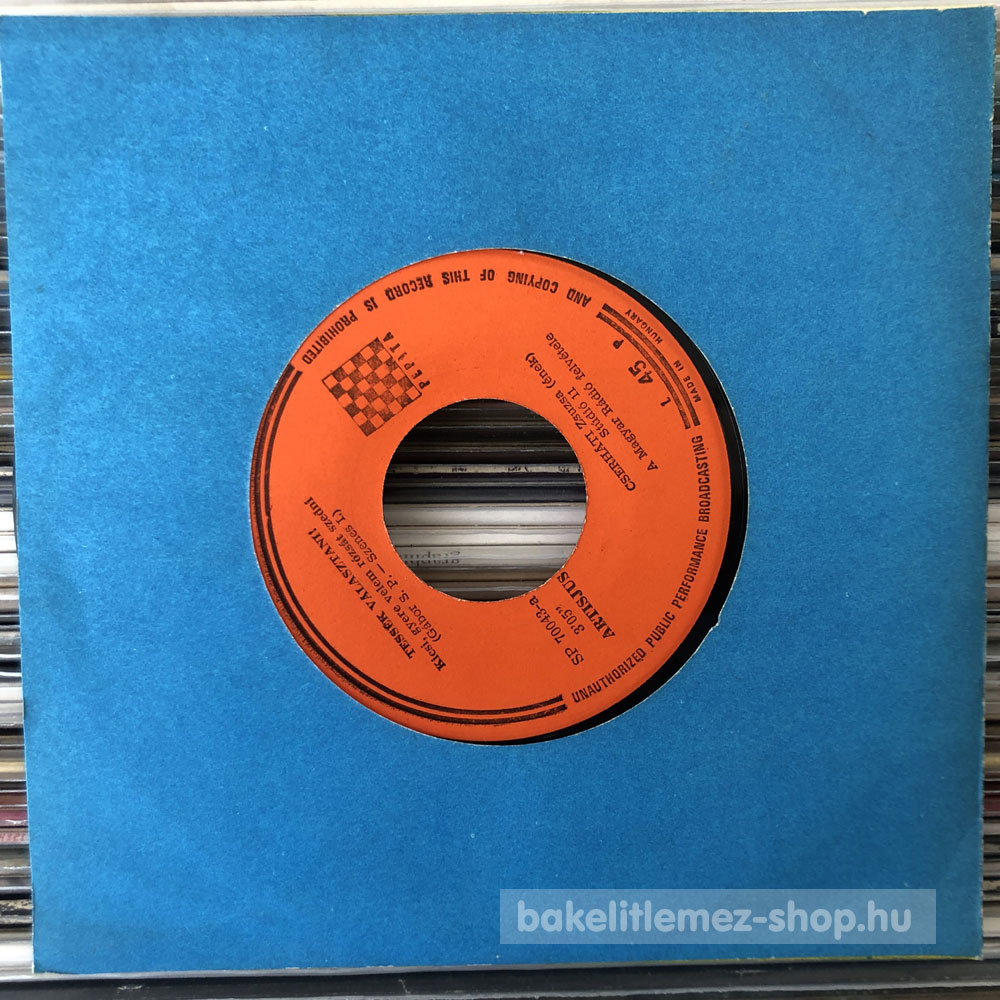 PEPITA
TESSÉK VÁLASZTANI!
Kicsi, gyere velem rózsát szedni
(Gábor S. P. — Szenes I.)
SP 70043-a
3'05"
ARTISJUS
CSERHÁTI Zsuzsa (ének)
Stúdió 11
A Magyar Rádió felvétele
L 45 P
MADE IN HUNGARY
UNAUTHORIZED PUBLIC PERFORMANCE BROADCASTING AND COPYING OF THIS RECORD IS PROHIBITED
bakelitlemez-shop.hu